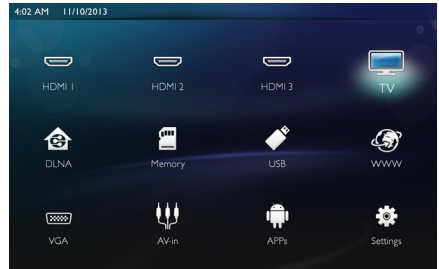 4:02 AM 11/10/2013
HDMI 1 HDMI 2 HDMI 3 TV
DLNA Memory USB WWW
VGA AV-in APPs Settings